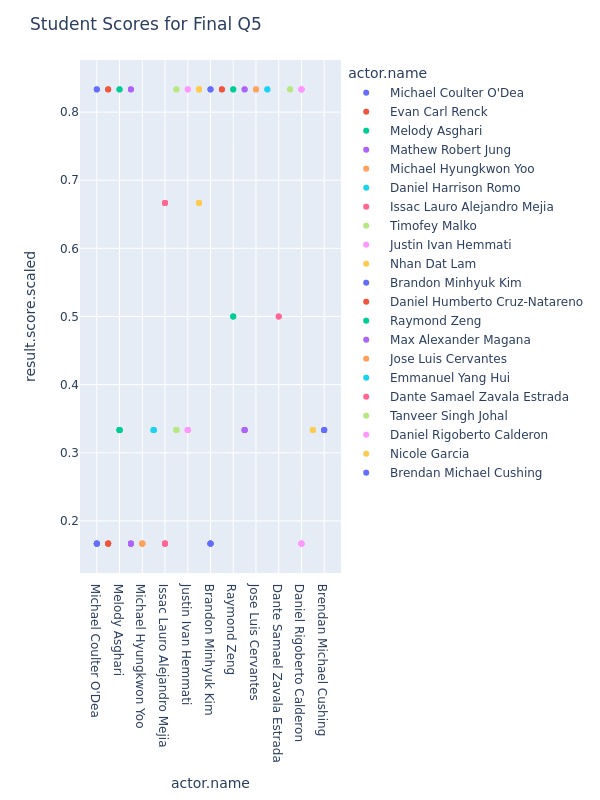 Student Scores for Final Q5
actor.name
Michael Coulter O'Dea
Evan Carl Renck
Melody Asghari
Mathew Robert Jung
Michael Hyungkwon Yoo
Daniel Harrison Romo
Issac Lauro Alejandro Mejia
Timofey Malko
Justin Ivan Hemmati
Nhan Dat Lam
Brandon Minhyuk Kim
Daniel Humberto Cruz-Natareno
Raymond Zeng
Max Alexander Magana
Jose Luis Cervantes
Emmanuel Yang Hui
Dante Samael Zavala Estrada
Tanveer Singh Johal
Daniel Rigoberto Calderon
Nicole Garcia
Brendan Michael Cushing
result.score.scaled
0.8
0.7
0.6
0.5
0.4
0.3
0.2
Michael Coulter O'Dea
Melody Asghari
Michael Hyungkwon Yoo
Issac Lauro Alejandro Mejia
Justin Ivan Hemmati
Brandon Minhyuk Kim
Raymond Zeng
Jose Luis Cervantes
Dante Samael Zavala Estrada
Daniel Rigoberto Calderon
Brendan Michael Cushing
actor.name